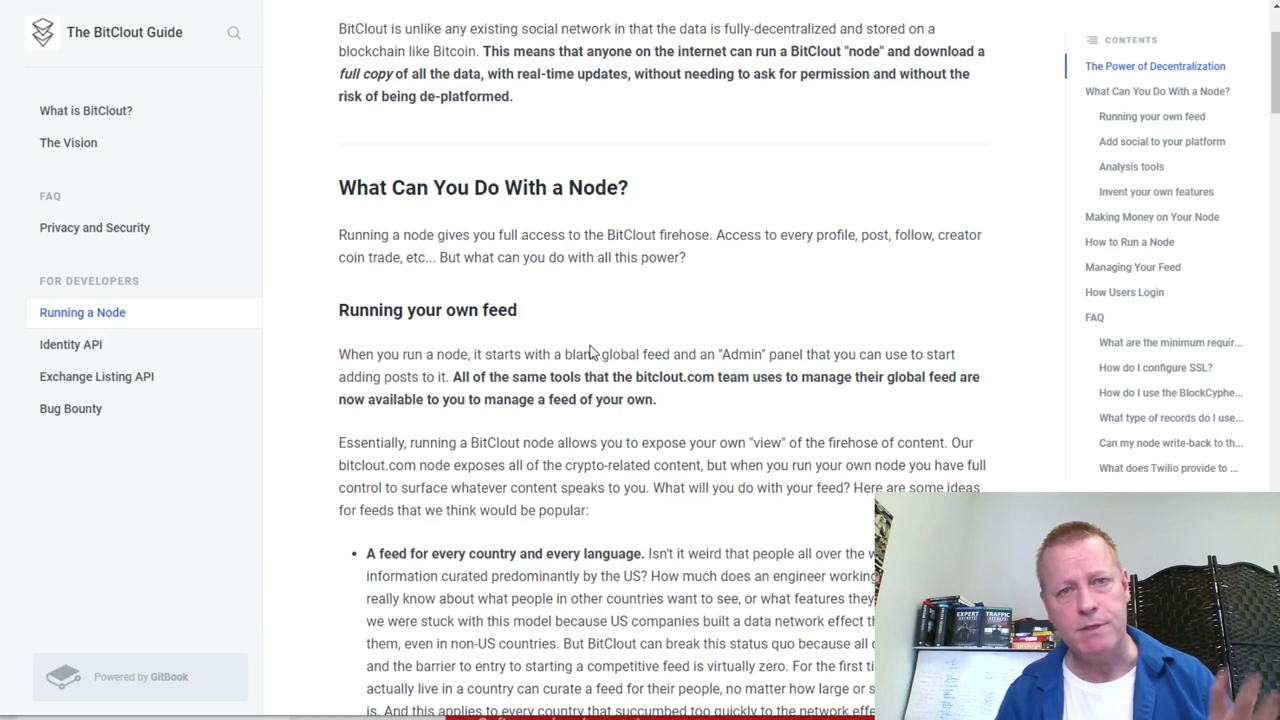 The BitClout Guide
What is BitClout?
The Vision
FAQ
Privacy and Security
FOR DEVELOPERS
Running a Node
Identity API
Exchange Listing API
Bug Bounty
Powered by GitBook
BitClout is unlike any existing social network in that the data is fully-decentralized and stored on a
blockchain like Bitcoin. This means that anyone on the internet can run a BitClout "node" and download a
full copy of all the data, with real-time updates, without needing to ask for permission and without the
risk of being de-platformed.
What Can You Do With a Node?
Running a node gives you full access to the BitClout firehose. Access to every profile, post, follow, creator
coin trade, etc... But what can you do with all this power?
Running your own feed
When you run a node, it starts with a blank global feed and an "Admin" panel that you can use to start
adding posts to it. All of the same tools that the bitclout.com team uses to manage their global feed are
now available to you to manage a feed of your own.
Essentially, running a BitClout node allows you to expose your own "view" of the firehose of content. Our
bitclout.com node exposes all of the crypto-related content, but when you run your own node you have full
control to surface whatever content speaks to you. What will you do with your feed? Here are some ideas
for feeds that we think would be popular:
• A feed for every country and every language. Isn't it weird that people all over the
information curated predominantly by the US? How much does an engineer working
really know about what people in other countries want to see, or what features they
we were stuck with this model because US companies built a data network effect
them, even in non-US countries. But BitClout can break this status quo because all
and the barrier to entry to starting a competitive feed is virtually zero. For the first
actually live in a country can curate a feed for their people, no matter how large or
is. And this applies to every country that succumbed too quickly to the network
CONTENTS
The Power of Decentralization
What Can You Do With a Node?
Running your own feed
Add social to your platform
Analysis tools
Invent your own features
Making Money on Your Node
How to Run a Node
Managing Your Feed
How Users Login
FAQ
What are the minimum requir...
How do I configure SSL?
How do I use the BlockCyphe...
What type of records do I use...
Can my node write-back to th...
What does Twilio provide to ...
EXPERT
SECRETS
TRAFFIC
SECRETS